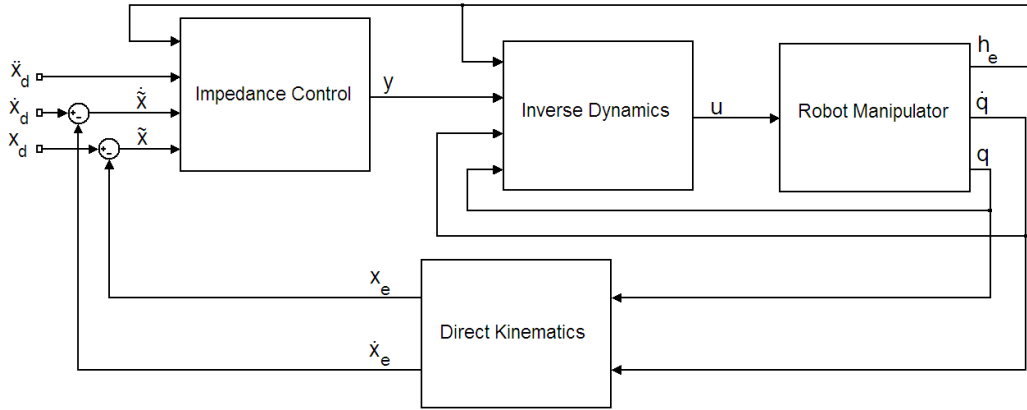 h_e
ẍ_d
Impedance Control
y
Inverse Dynamics
u
Robot Manipulator
q̇
ẋ_d
+
-
x̃̇
x_d
+
-
x̃
q
x_e
Direct Kinematics
ẋ_e